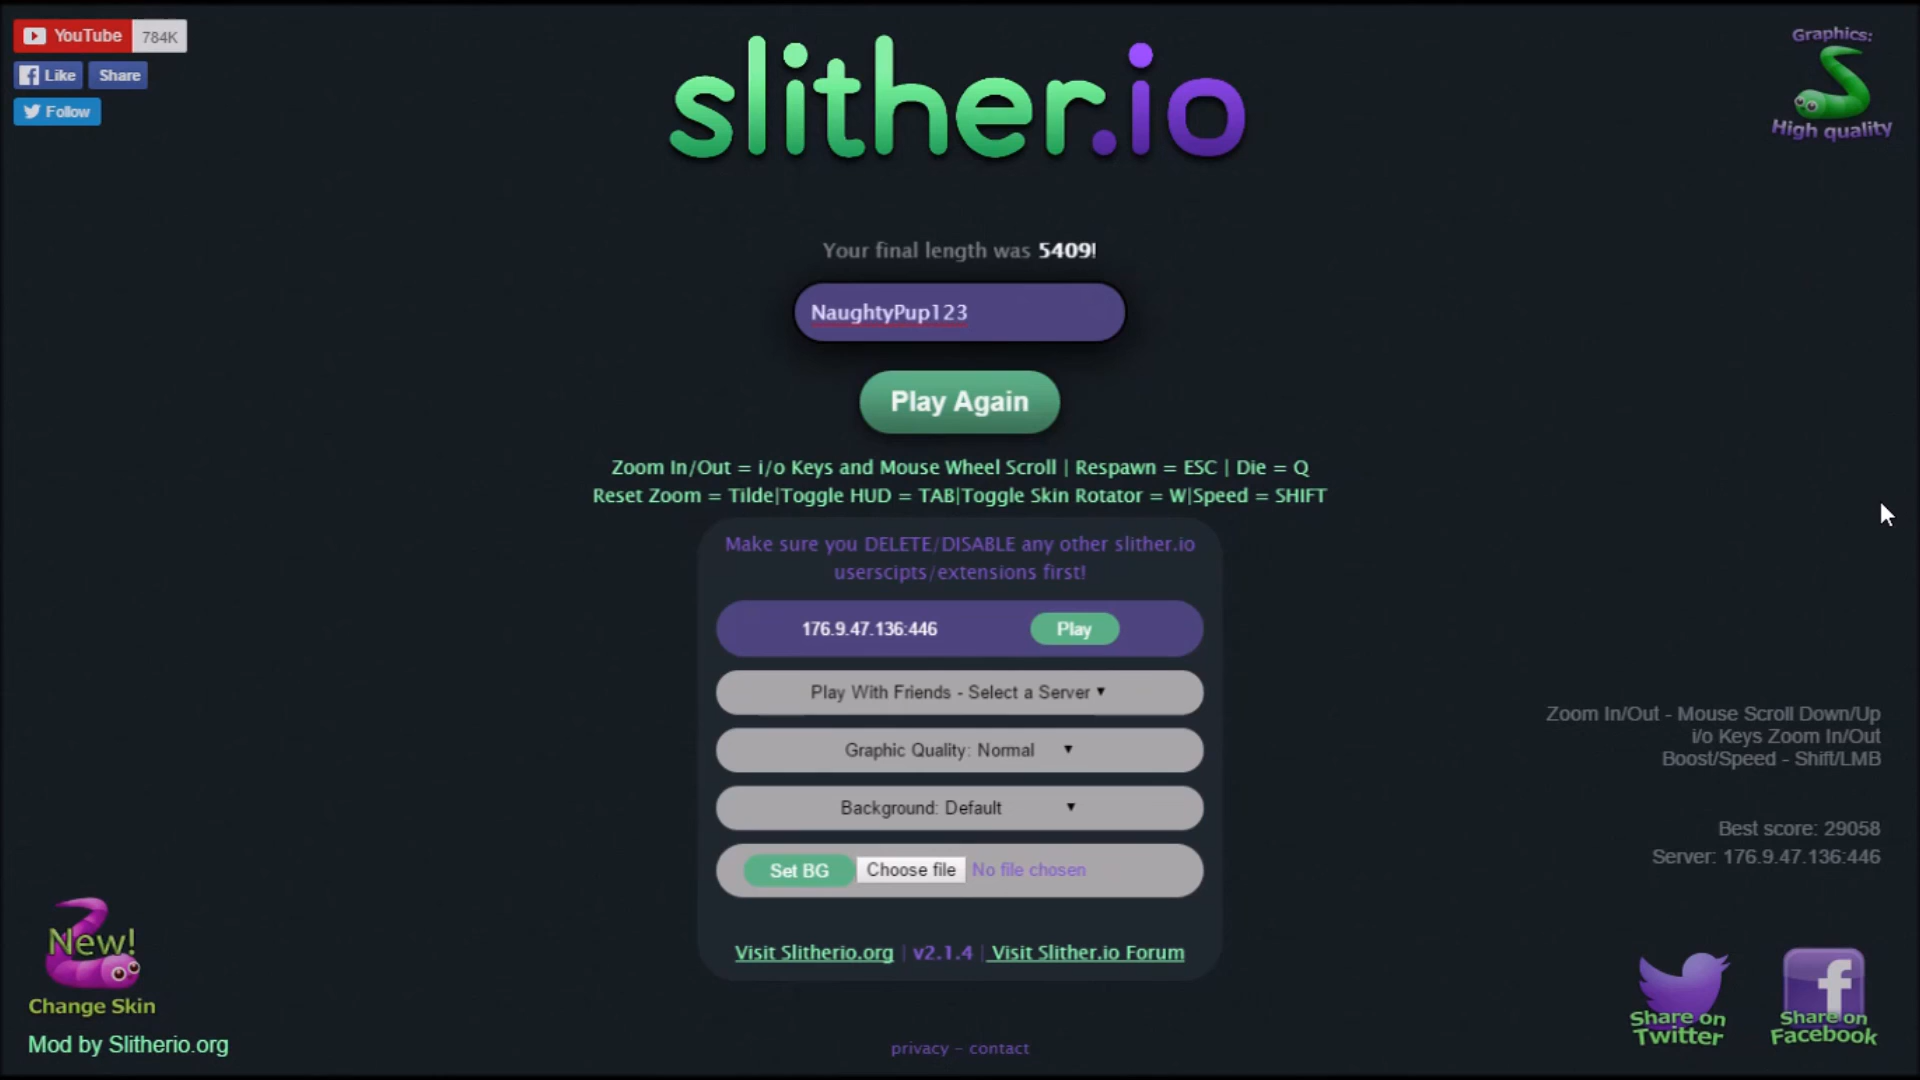 YouTube 784K
Like Share
Follow
slither.io
Graphics:
High quality
Your final length was 5409!
NaughtyPup123
Play Again
Zoom In/Out = i/o Keys and Mouse Wheel Scroll | Respawn = ESC | Die = Q
Reset Zoom = Tilde|Toggle HUD = TAB|Toggle Skin Rotator = W|Speed = SHIFT
Make sure you DELETE/DISABLE any other slither.io
userscipts/extensions first!
176.9.47.136:446 Play
Play With Friends - Select a Server
Graphic Quality: Normal
Background: Default
Set BG Choose file No file chosen
Visit Slitherio.org | v2.1.4 | Visit Slither.io Forum
Zoom In/Out - Mouse Scroll Down/Up
i/o Keys Zoom In/Out
Boost/Speed - Shift/LMB
Best score: 29058
Server: 176.9.47.136:446
New!
Change Skin
Mod by Slitherio.org
privacy - contact
Share on
Twitter
Share on
Facebook